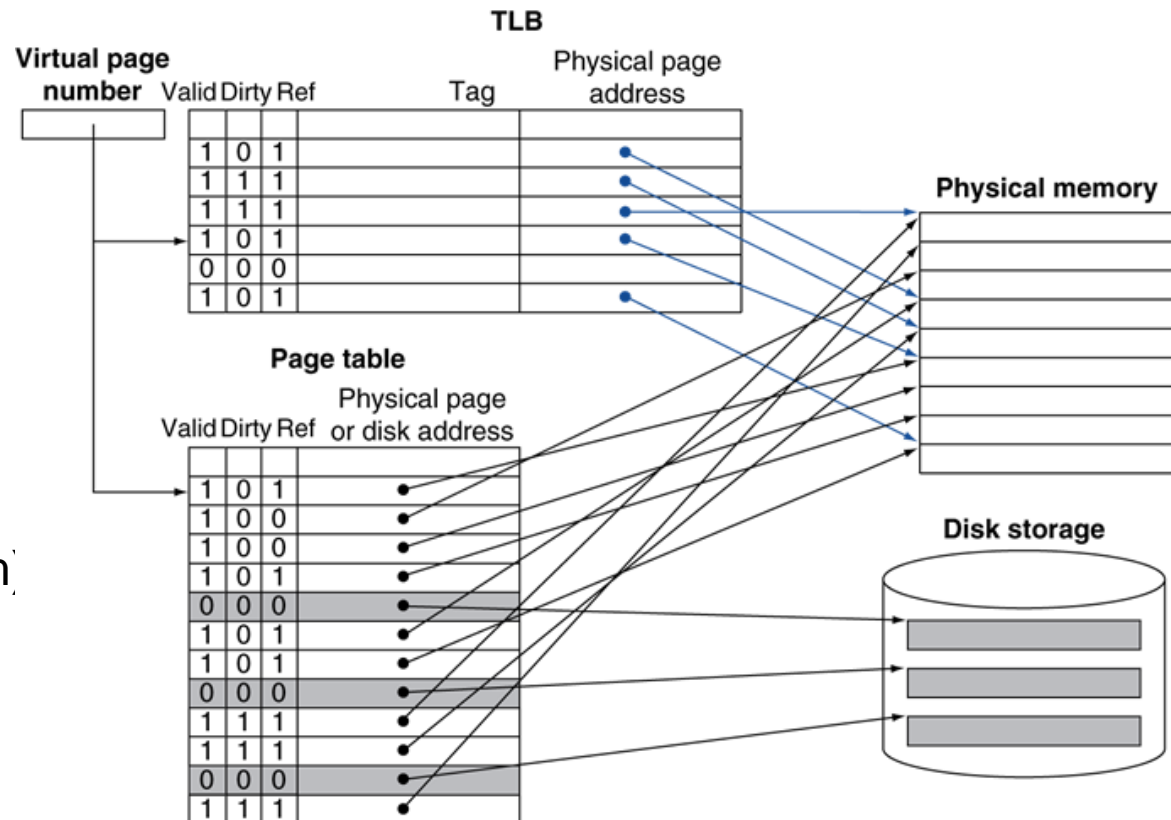 TLB
Virtual page
number
Valid Dirty Ref
Tag
Physical page
address
1 0 1
1 1 1
1 1 1
1 0 1
0 0 0
1 0 1
Physical memory
Page table
Physical page
or disk address
Valid Dirty Ref
1 0 1
1 0 0
1 0 0
1 0 1
0 0 0
1 0 1
1 0 1
0 0 0
1 1 1
1 1 1
0 0 0
1 1 1
Disk storage